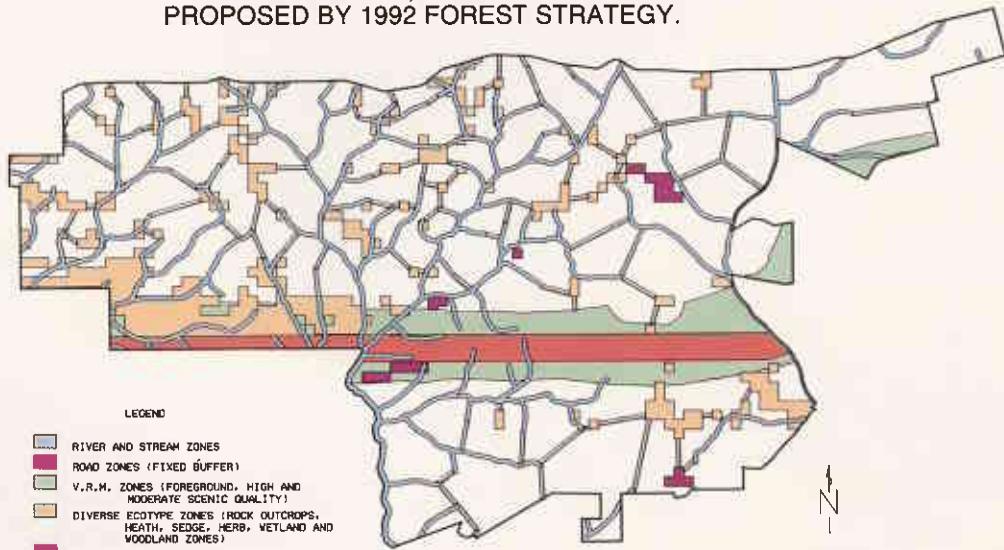 PROPOSED BY 1992 FOREST STRATEGY.
LEGEND
RIVER AND STREAM ZONES
ROAD ZONES (FIXED BUFFER)
V.R.M. ZONES (FOREGROUND, HIGH AND
MODERATE SCENIC QUALITY)
DIVERSE ECOTYPE ZONES (ROCK OUTCROPS,
HEATH, SEDGE, HERB, WETLAND AND
WOODLAND ZONES)
N